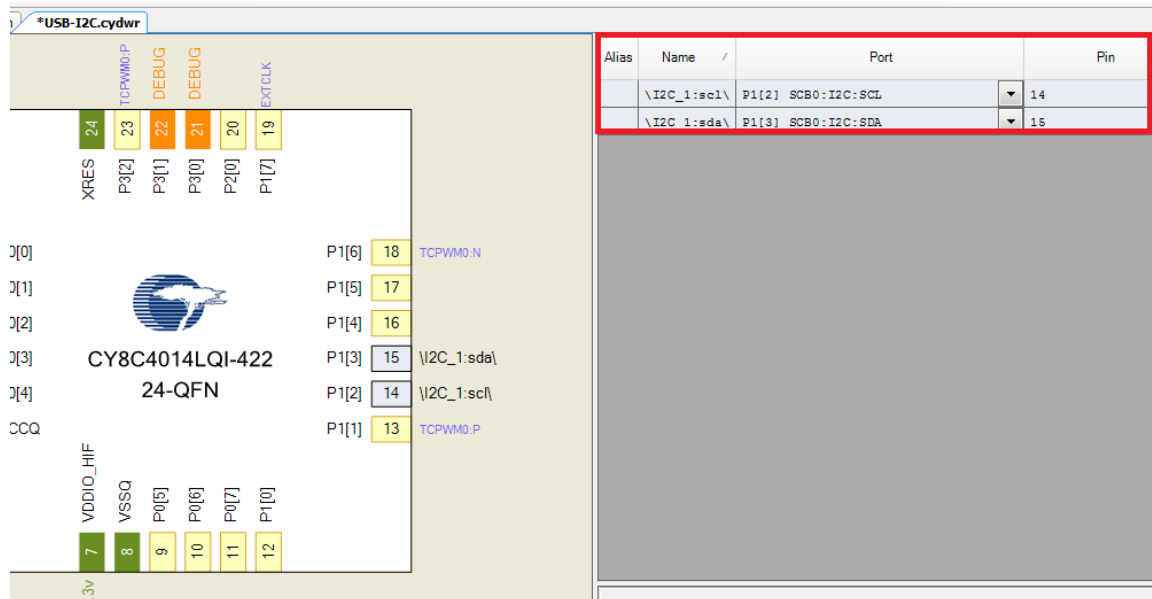 *USB-I2C.cydwr
TCPWM0:P
DEBUG
DEBUG
EXTCLK
24
23
22
21
20
19
XRES
P3[2]
P3[1]
P3[0]
P2[0]
P1[7]
P1[6] 18 TCPWM0:N
P1[5] 17
P1[4] 16
P1[3] 15 \I2C_1:sda\
P1[2] 14 \I2C_1:scl\
P1[1] 13 TCPWM0:P
CY8C4014LQI-422
24-QFN
VDDIO_HIF
VSSQ
P0[5]
P0[6]
P0[7]
P1[0]
7
8
9
10
11
12
Alias Name / Port Pin
\I2C_1:scl\ P1[2] SCB0:I2C:SCL 14
\I2C_1:sda\ P1[3] SCB0:I2C:SDA 15